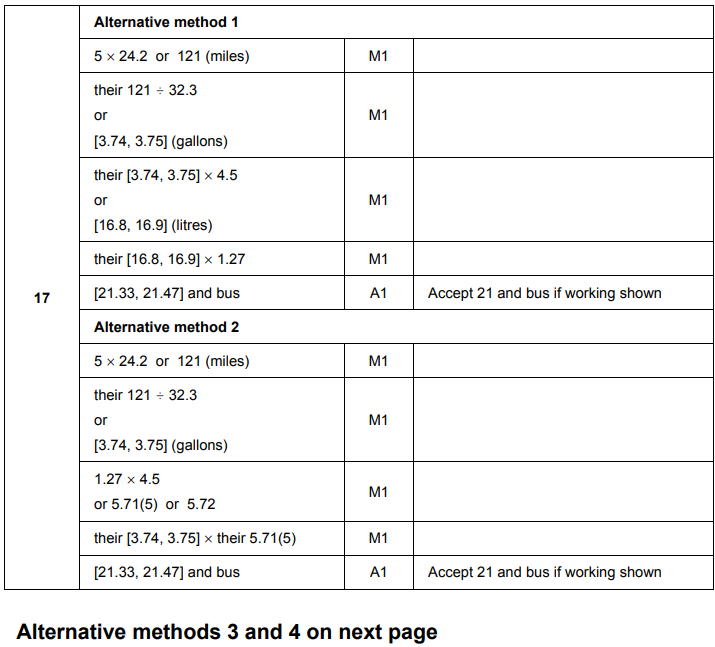 Alternative method 1
5 × 24.2 or 121 (miles) M1
their 121 ÷ 32.3
or
[3.74, 3.75] (gallons)
M1
their [3.74, 3.75] × 4.5
or
[16.8, 16.9] (litres)
M1
their [16.8, 16.9] × 1.27 M1
[21.33, 21.47] and bus A1 Accept 21 and bus if working shown
17
Alternative method 2
5 × 24.2 or 121 (miles) M1
their 121 ÷ 32.3
or
[3.74, 3.75] (gallons)
M1
1.27 × 4.5
or 5.71(5) or 5.72
M1
their [3.74, 3.75] × their 5.71(5) M1
[21.33, 21.47] and bus A1 Accept 21 and bus if working shown
Alternative methods 3 and 4 on next page